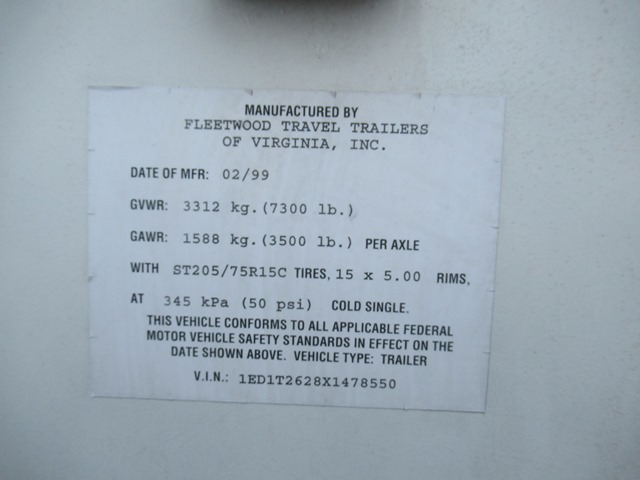 MANUFACTURED BY
FLEETWOOD TRAVEL TRAILERS
OF VIRGINIA, INC.
DATE OF MFR: 02/99
GVWR: 3312 kg.(7300 lb.)
GAWR: 1588 kg.(3500 lb.) PER AXLE
WITH ST205/75R15C TIRES, 15 x 5.00 RIMS,
AT 345 kPa (50 psi) COLD SINGLE.
THIS VEHICLE CONFORMS TO ALL APPLICABLE FEDERAL
MOTOR VEHICLE SAFETY STANDARDS IN EFFECT ON THE
DATE SHOWN ABOVE. VEHICLE TYPE: TRAILER
V.I.N.: 1ED1T2628X1478550